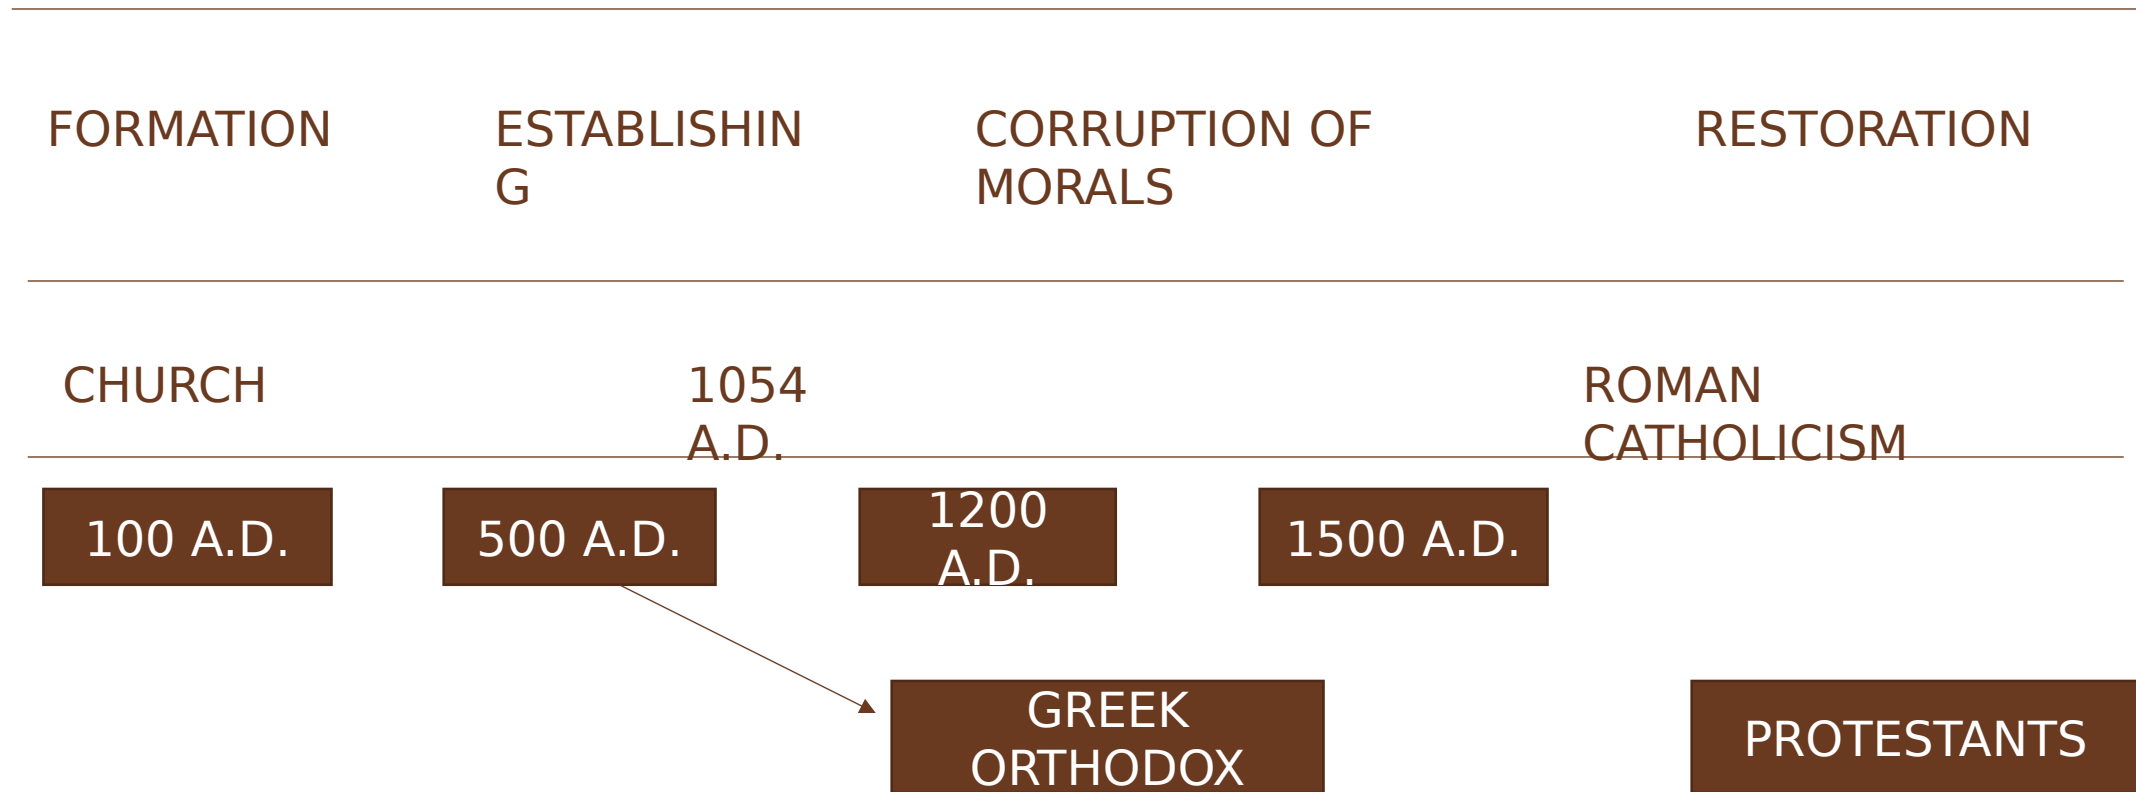 FORMATION
ESTABLISHIN
G
CORRUPTION OF
MORALS
RESTORATION
CHURCH
1054
A.D.
ROMAN
CATHOLICISM
100 A.D.
500 A.D.
1200
A.D.
1500 A.D.
GREEK
ORTHODOX
PROTESTANTS